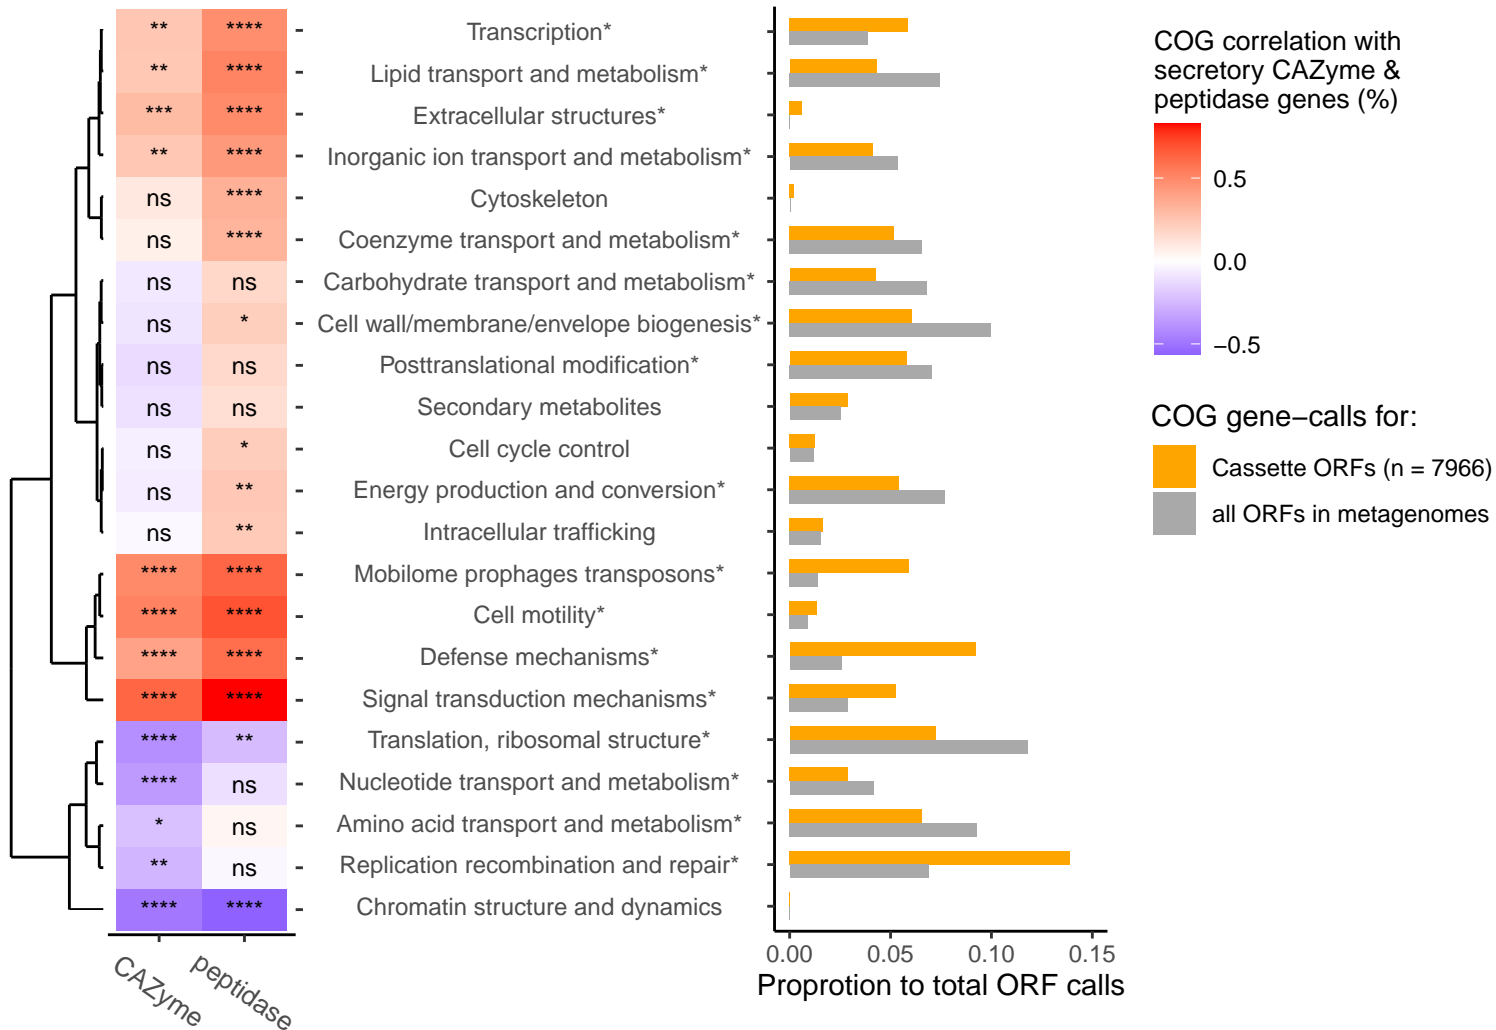 ** **** Transcription*
** **** Lipid transport and metabolism*
*** **** Extracellular structures*
** **** Inorganic ion transport and metabolism*
ns **** Cytoskeleton
ns **** Coenzyme transport and metabolism*
ns ns Carbohydrate transport and metabolism*
ns * Cell wall/membrane/envelope biogenesis*
ns ns Posttranslational modification*
ns ns Secondary metabolites
ns * Cell cycle control
ns ** Energy production and conversion*
ns ** Intracellular trafficking
**** **** Mobilome prophages transposons*
**** **** Cell motility*
**** **** Defense mechanisms*
**** **** Signal transduction mechanisms*
**** ** Translation, ribosomal structure*
**** ns Nucleotide transport and metabolism*
* ns Amino acid transport and metabolism*
** ns Replication recombination and repair*
**** **** Chromatin structure and dynamics
CAZyme peptidase
0.00 0.05 0.10 0.15
Proprotion to total ORF calls
COG correlation with
secretory CAZyme &
peptidase genes (%)
0.5
0.0
−0.5
COG gene−calls for:
Cassette ORFs (n = 7966)
all ORFs in metagenomes